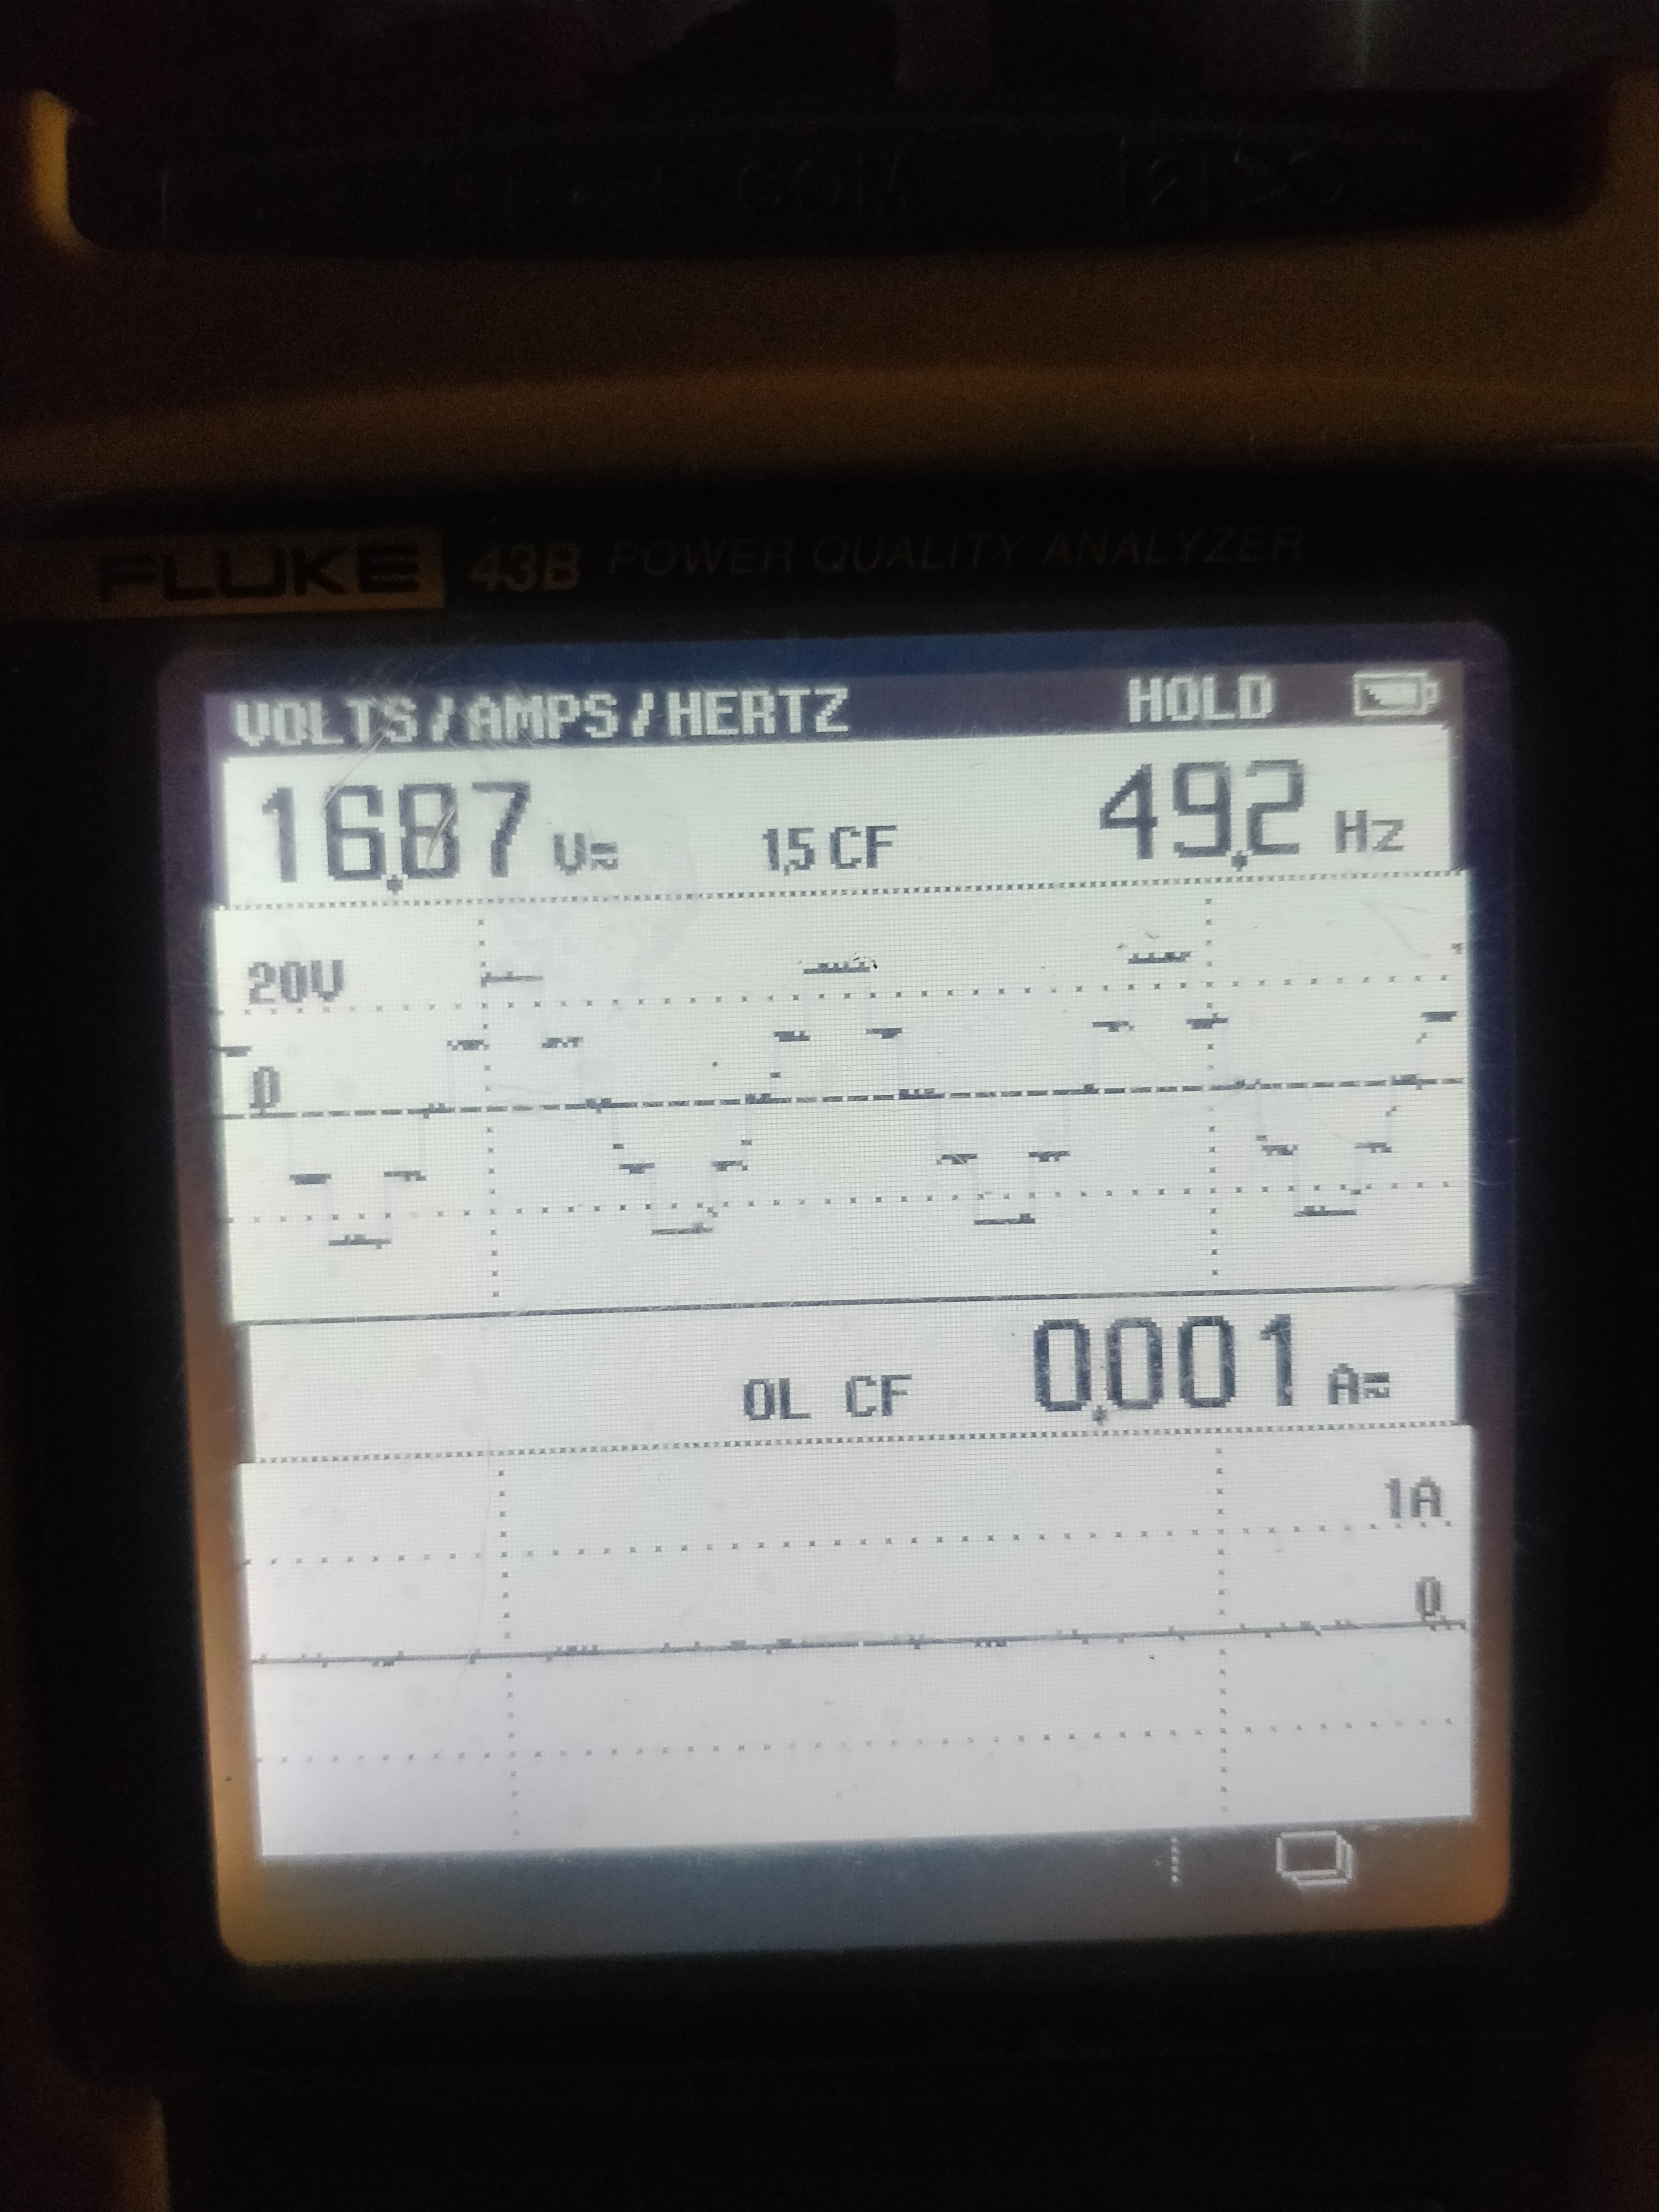 COM
FLUKE 43B POWER QUALITY ANALYZER
VOLTS/AMPS/HERTZ HOLD
16.87 V≂ 1,5 CF 49.2 Hz
20V
0
OL CF 0.001 A≂
1A
0